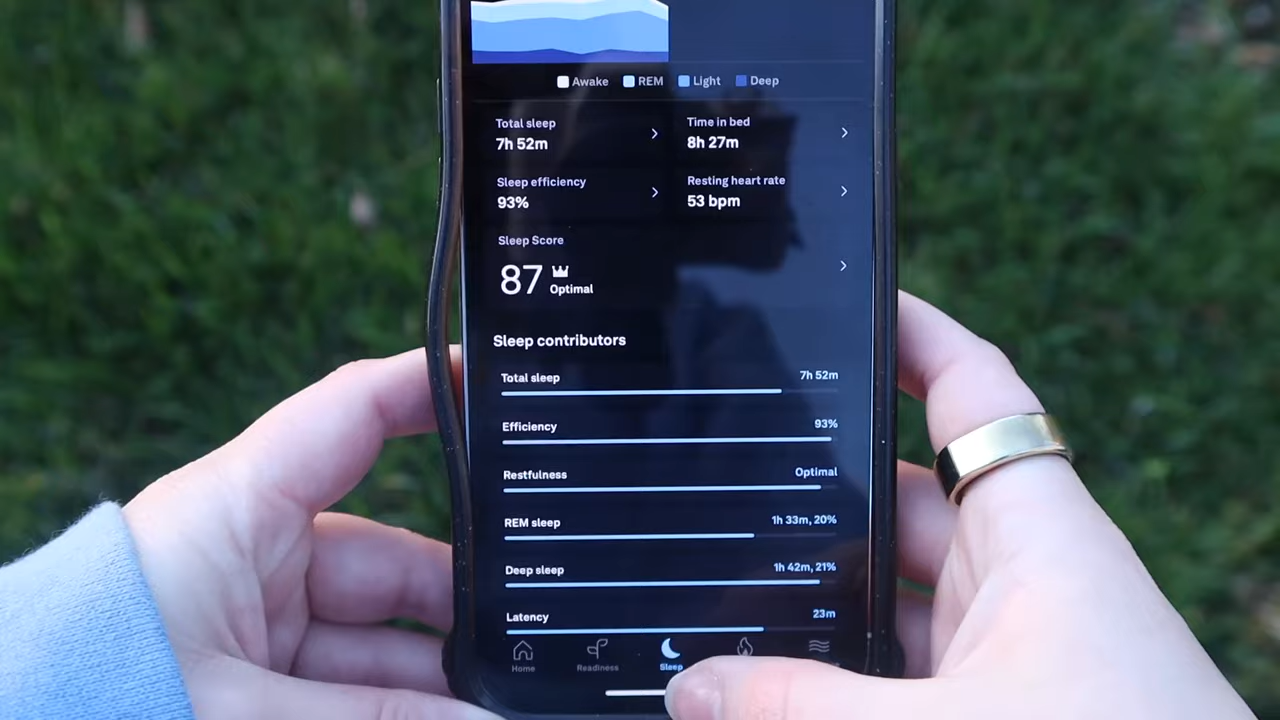 Awake REM Light Deep
Total sleep
7h 52m
Time in bed
8h 27m
Sleep efficiency
93%
Resting heart rate
53 bpm
Sleep Score
87 Optimal
Sleep contributors
Total sleep 7h 52m
Efficiency 93%
Restfulness Optimal
REM sleep 1h 33m, 20%
Deep sleep 1h 42m, 21%
Latency 23m
Home Readiness Sleep